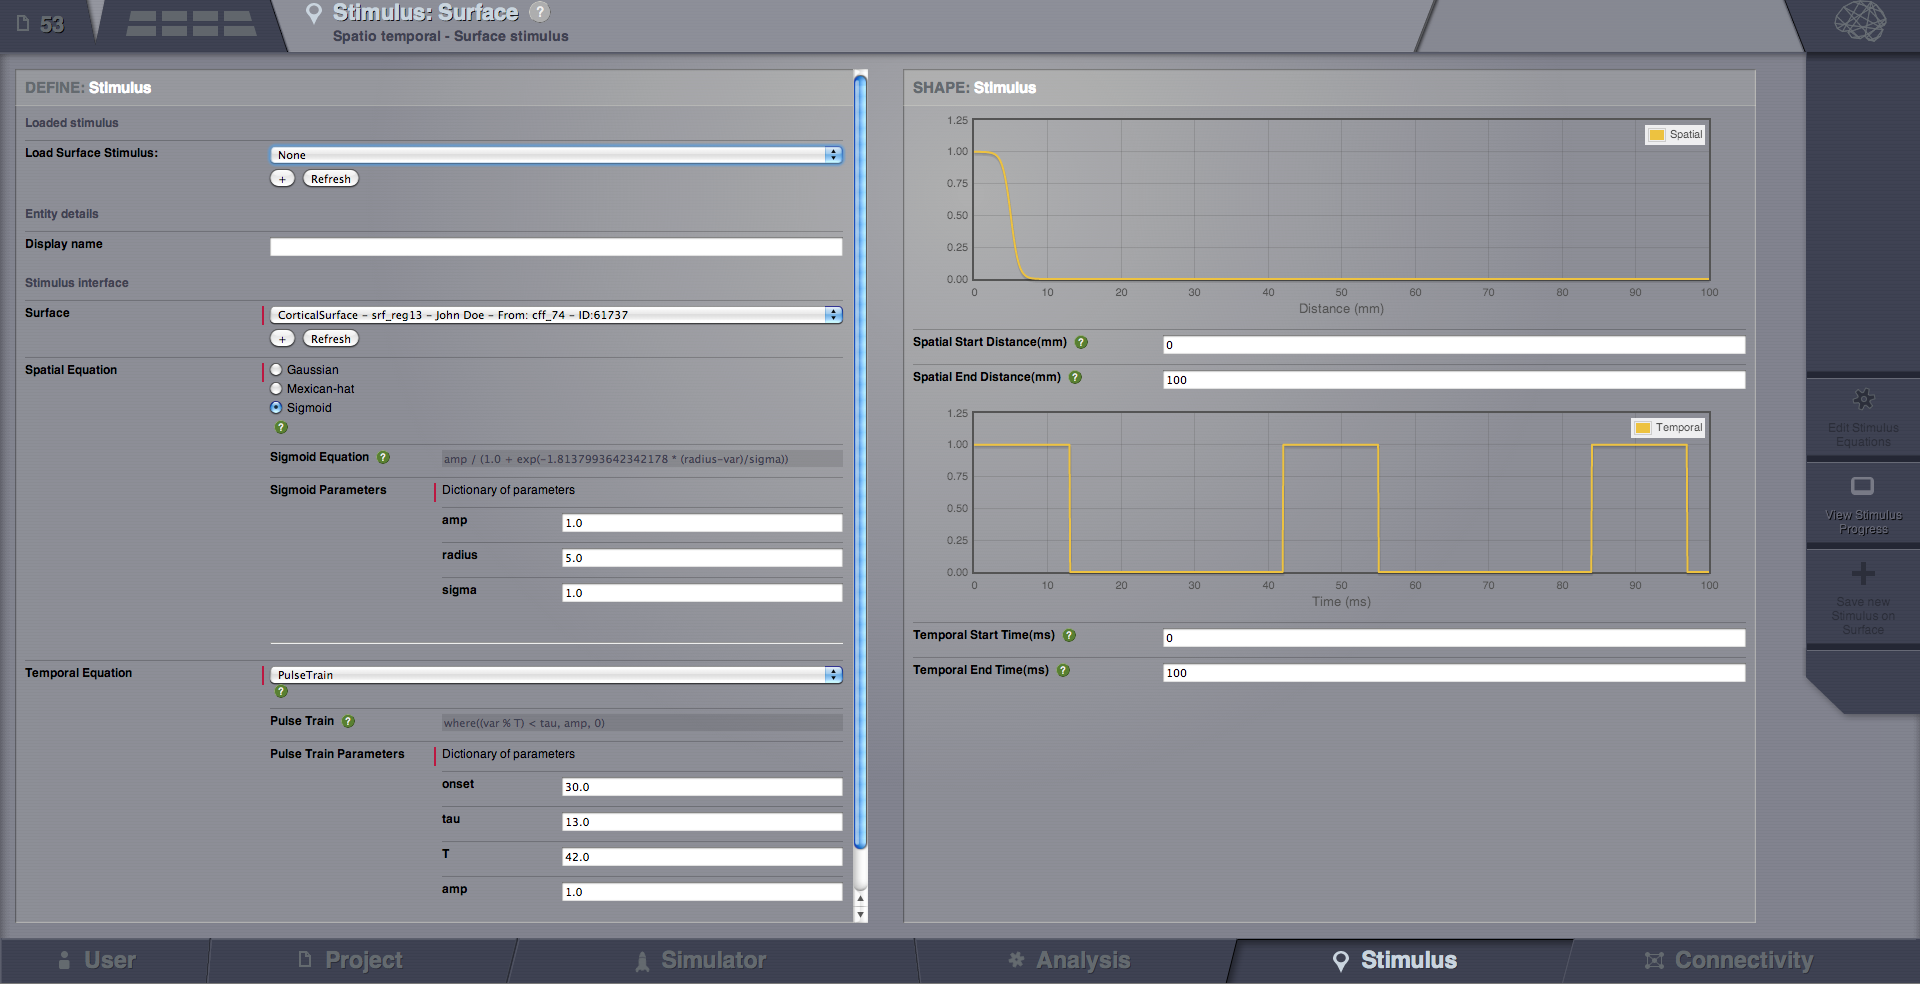 53
Stimulus: Surface ?
Spatio temporal - Surface stimulus
DEFINE: Stimulus
Loaded stimulus
Load Surface Stimulus:
None
+ Refresh
Entity details
Display name
Stimulus interface
Surface
CorticalSurface - srf_reg13 - John Doe - From: cff_74 - ID:61737
+ Refresh
Spatial Equation
Gaussian
Mexican-hat
Sigmoid
?
Sigmoid Equation ? amp / (1.0 + exp(-1.8137993642342178 * (radius-var)/sigma))
Sigmoid Parameters Dictionary of parameters
amp 1.0
radius 5.0
sigma 1.0
Temporal Equation PulseTrain
?
Pulse Train ? where((var % T) < tau, amp, 0)
Pulse Train Parameters Dictionary of parameters
onset 30.0
tau 13.0
T 42.0
amp 1.0
SHAPE: Stimulus
1.25
1.00
0.75
0.50
0.25
0.00
Spatial
0 10 20 30 40 50 60 70 80 90 100
Distance (mm)
Spatial Start Distance(mm) ? 0
Spatial End Distance(mm) ? 100
1.25
1.00
0.75
0.50
0.25
0.00
Temporal
0 10 20 30 40 50 60 70 80 90 100
Time (ms)
Temporal Start Time(ms) ? 0
Temporal End Time(ms) ? 100
Edit Stimulus
Equations
View Stimulus
Progress
Save new
Stimulus on
Surface
User Project Simulator Analysis Stimulus Connectivity